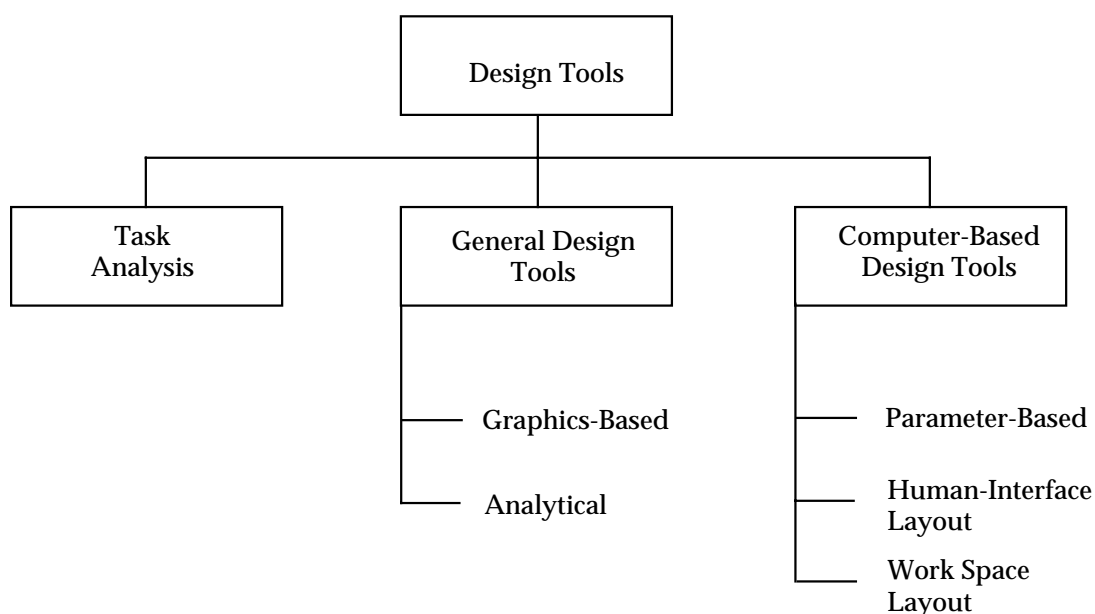 Design Tools
Task
Analysis
General Design
Tools
Computer-Based
Design Tools
Graphics-Based
Analytical
Parameter-Based
Human-Interface
Layout
Work Space
Layout